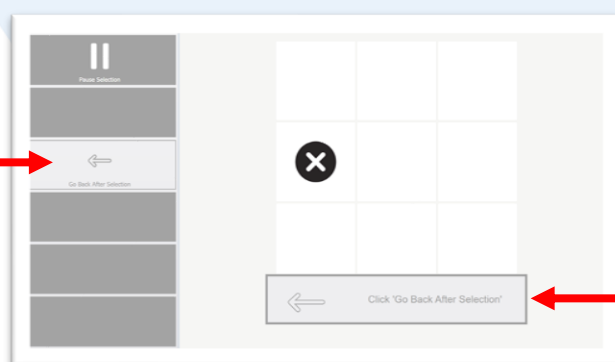 Pause Selection
Go Back After Selection
Click 'Go Back After Selection'